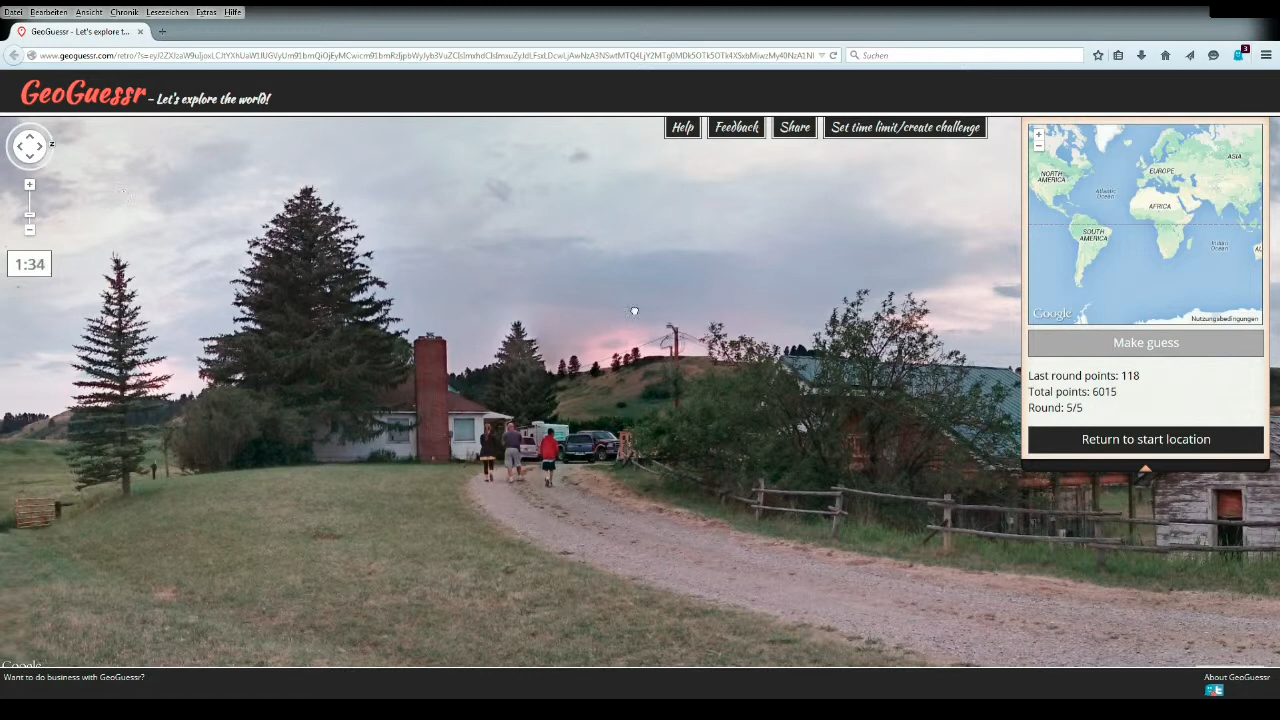 Datei Bearbeiten Ansicht Chronik Lesezeichen Extras Hilfe
GeoGuessr - Let's explore t...
Suchen
3
GeoGuessr - Let's explore the world!
Help Feedback Share Set time limit/create challenge
1:34
NORTH AMERICA
Atlantic Ocean
EUROPE
ASIA
AFRICA
SOUTH AMERICA
Indian Ocean
Google
Nutzungsbedingungen
Make guess
Last round points: 118
Total points: 6015
Round: 5/5
Return to start location
Google
Want to do business with GeoGuessr?
About GeoGuessr